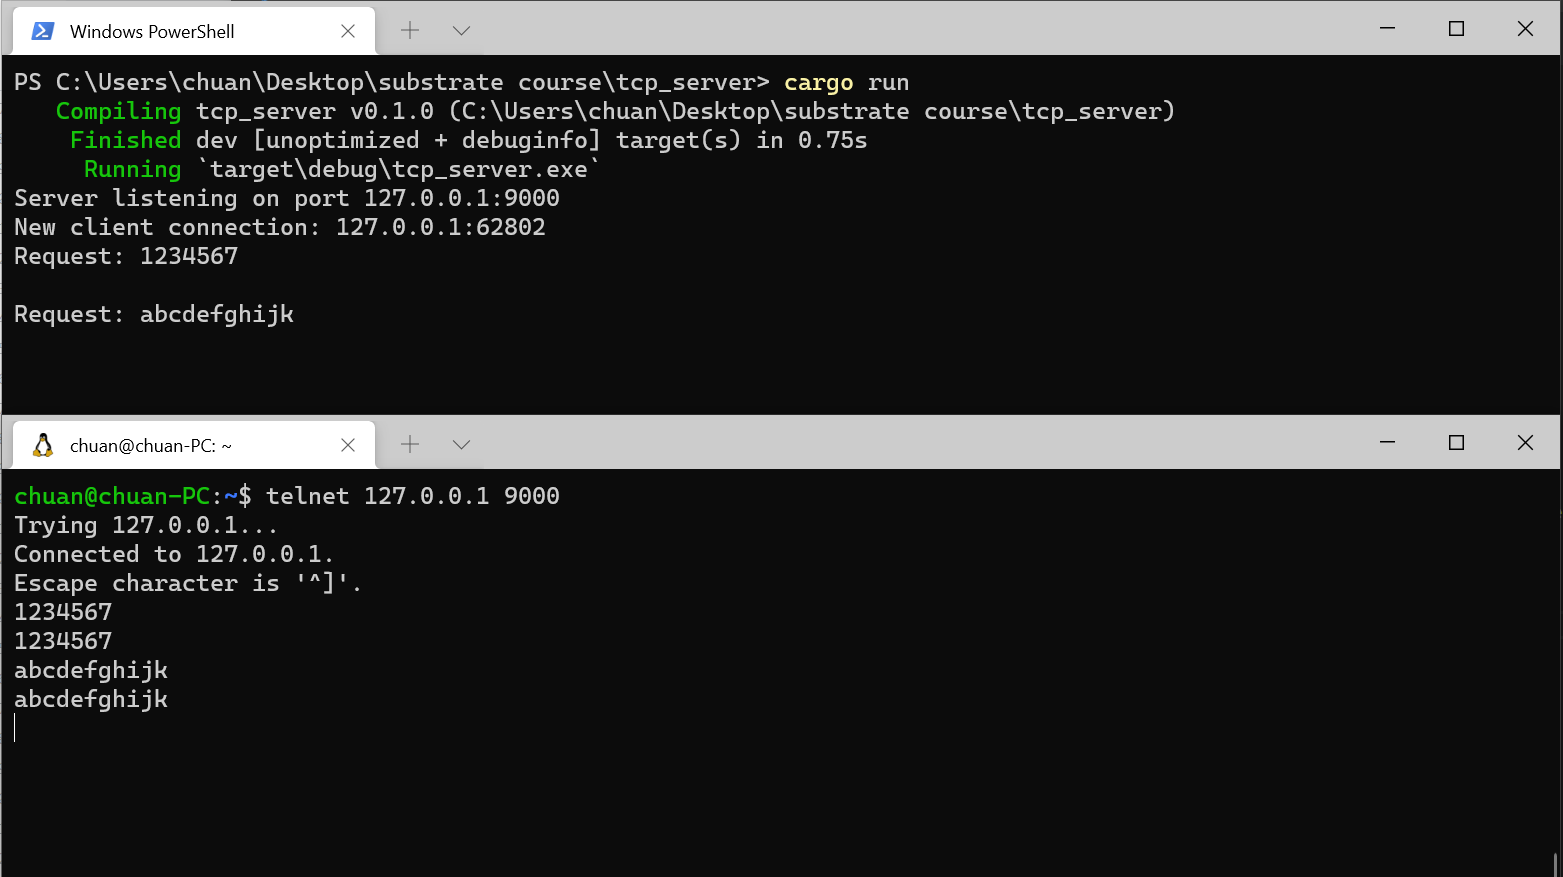 Windows PowerShell
PS C:\Users\chuan\Desktop\substrate course\tcp_server> cargo run
   Compiling tcp_server v0.1.0 (C:\Users\chuan\Desktop\substrate course\tcp_server)
    Finished dev [unoptimized + debuginfo] target(s) in 0.75s
     Running `target\debug\tcp_server.exe`
Server listening on port 127.0.0.1:9000
New client connection: 127.0.0.1:62802
Request: 1234567
Request: abcdefghijk
chuan@chuan-PC: ~
chuan@chuan-PC:~$ telnet 127.0.0.1 9000
Trying 127.0.0.1...
Connected to 127.0.0.1.
Escape character is '^]'.
1234567
1234567
abcdefghijk
abcdefghijk